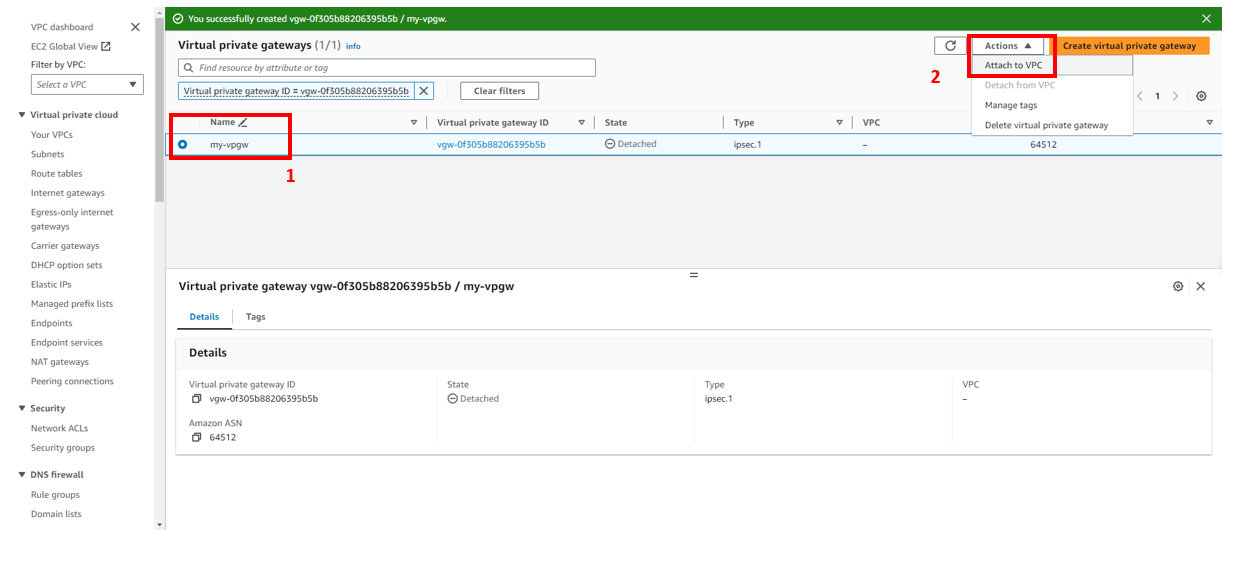 You successfully created vgw-0f305b88206395b5b / my-vpgw.
VPC dashboard
EC2 Global View
Filter by VPC:
Select a VPC
Virtual private cloud
Your VPCs
Subnets
Route tables
Internet gateways
Egress-only internet
gateways
Carrier gateways
DHCP option sets
Elastic IPs
Managed prefix lists
Endpoints
Endpoint services
NAT gateways
Peering connections
Security
Network ACLs
Security groups
DNS firewall
Rule groups
Domain lists
Virtual private gateways (1/1) Info
Actions
Create virtual private gateway
Find resource by attribute or tag
2
Attach to VPC
Detach from VPC
Manage tags
Delete virtual private gateway
Virtual private gateway ID = vgw-0f305b88206395b5b
Clear filters
1
Name Virtual private gateway ID State Type VPC
my-vpgw vgw-0f305b88206395b5b Detached ipsec.1 – 64512
1
Virtual private gateway vgw-0f305b88206395b5b / my-vpgw
Details Tags
Details
Virtual private gateway ID State Type VPC
vgw-0f305b88206395b5b Detached ipsec.1 –
Amazon ASN
64512